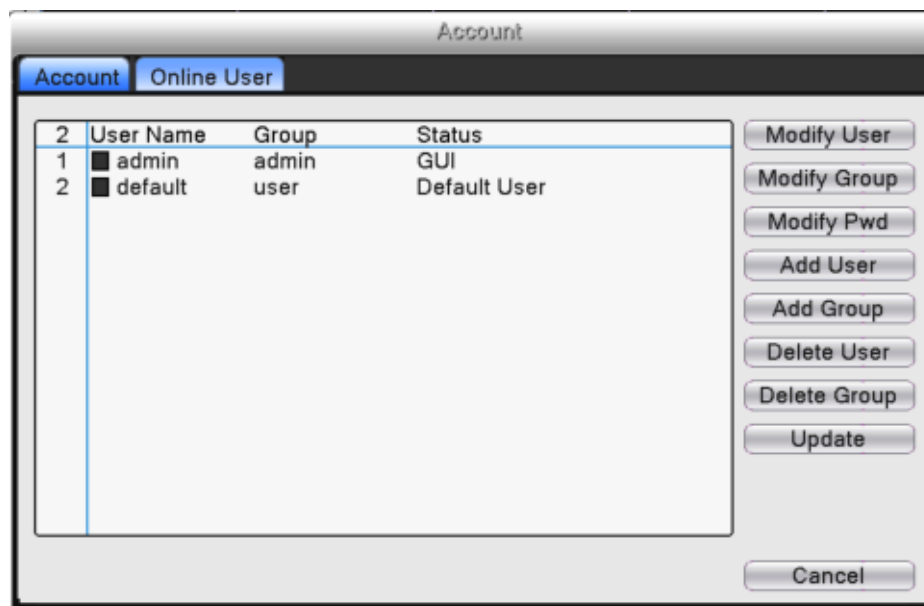 Account
Account Online User
2 User Name Group Status
1 admin admin GUI
2 default user Default User
Modify User
Modify Group
Modify Pwd
Add User
Add Group
Delete User
Delete Group
Update
Cancel